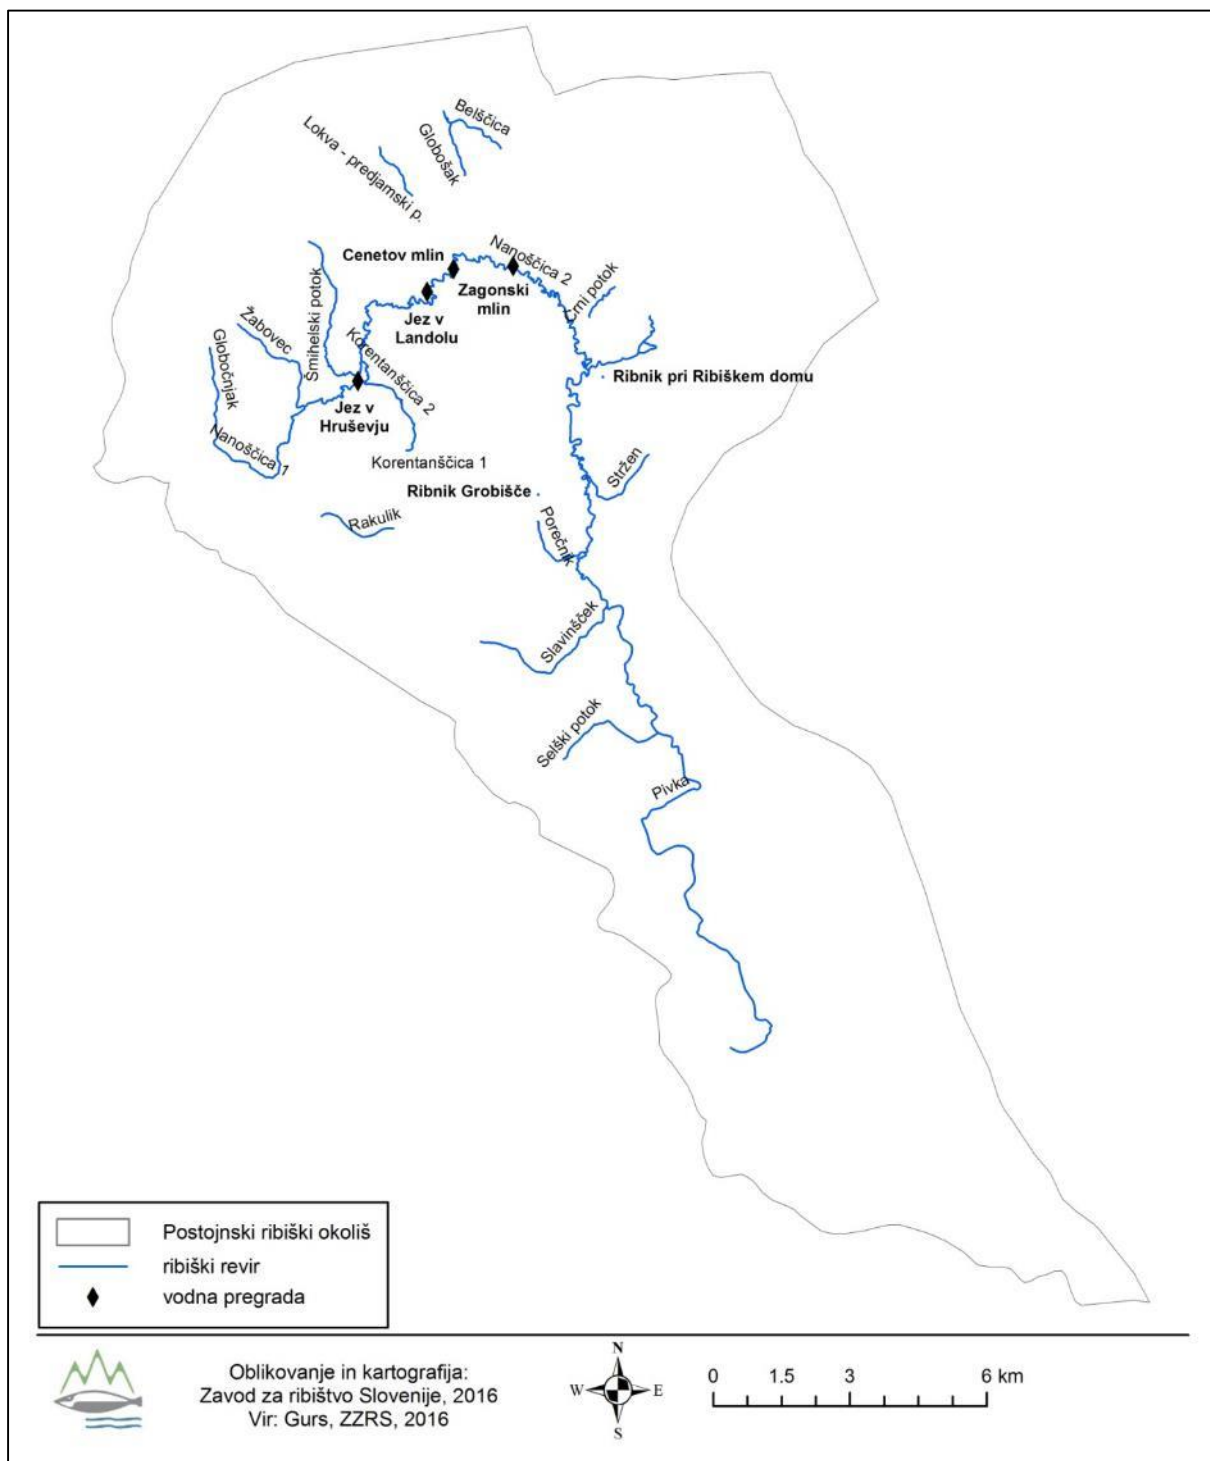 Belščica
Globošak
Lokva - predjamski p.
Nanoščica 2
Cenetov mlin
Zagonski
mlin
Črni potok
Šmihelski potok
Jez v
Landolu
Žabovec
Globočnjak
Korentanščica 2
Ribnik pri Ribiškem domu
Jez v
Hruševju
Nanoščica 1
Korentanščica 1
Stržen
Ribnik Grobišče
Rakulik
Porečnik
Slavinšček
Selški potok
Pivka
Postojnski ribiški okoliš
ribiški revir
vodna pregrada
Oblikovanje in kartografija:
Zavod za ribištvo Slovenije, 2016
Vir: Gurs, ZZRS, 2016
N
W E
S
0 1.5 3 6 km